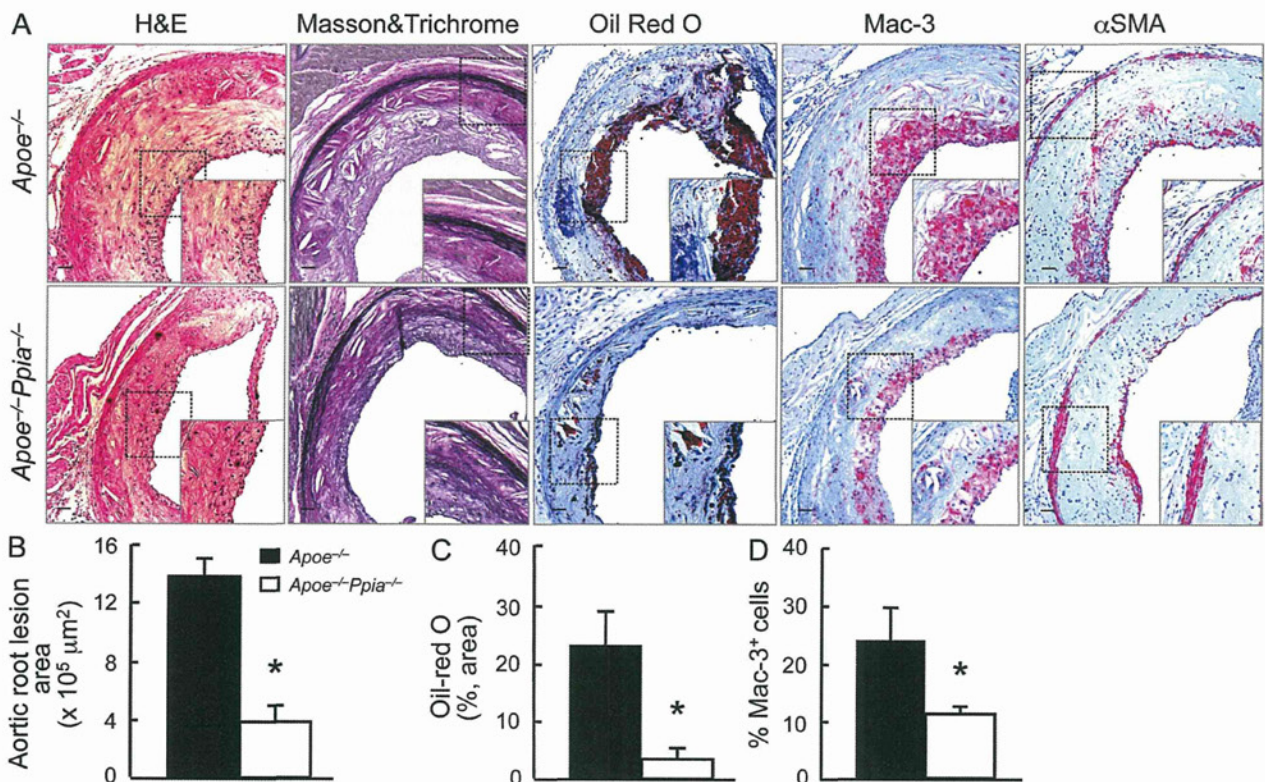 A
H&E
Masson&Trichrome
Oil Red O
Mac-3
αSMA
Apoe⁻/⁻
Apoe⁻/⁻Ppia⁻/⁻
B
Aortic root lesion
area
(x 10⁵ μm²)
16
12
8
4
0
Apoe⁻/⁻
Apoe⁻/⁻Ppia⁻/⁻
*
C
Oil-red O
(%, area)
40
30
20
10
0
*
D
% Mac-3⁺ cells
40
30
20
10
0
*